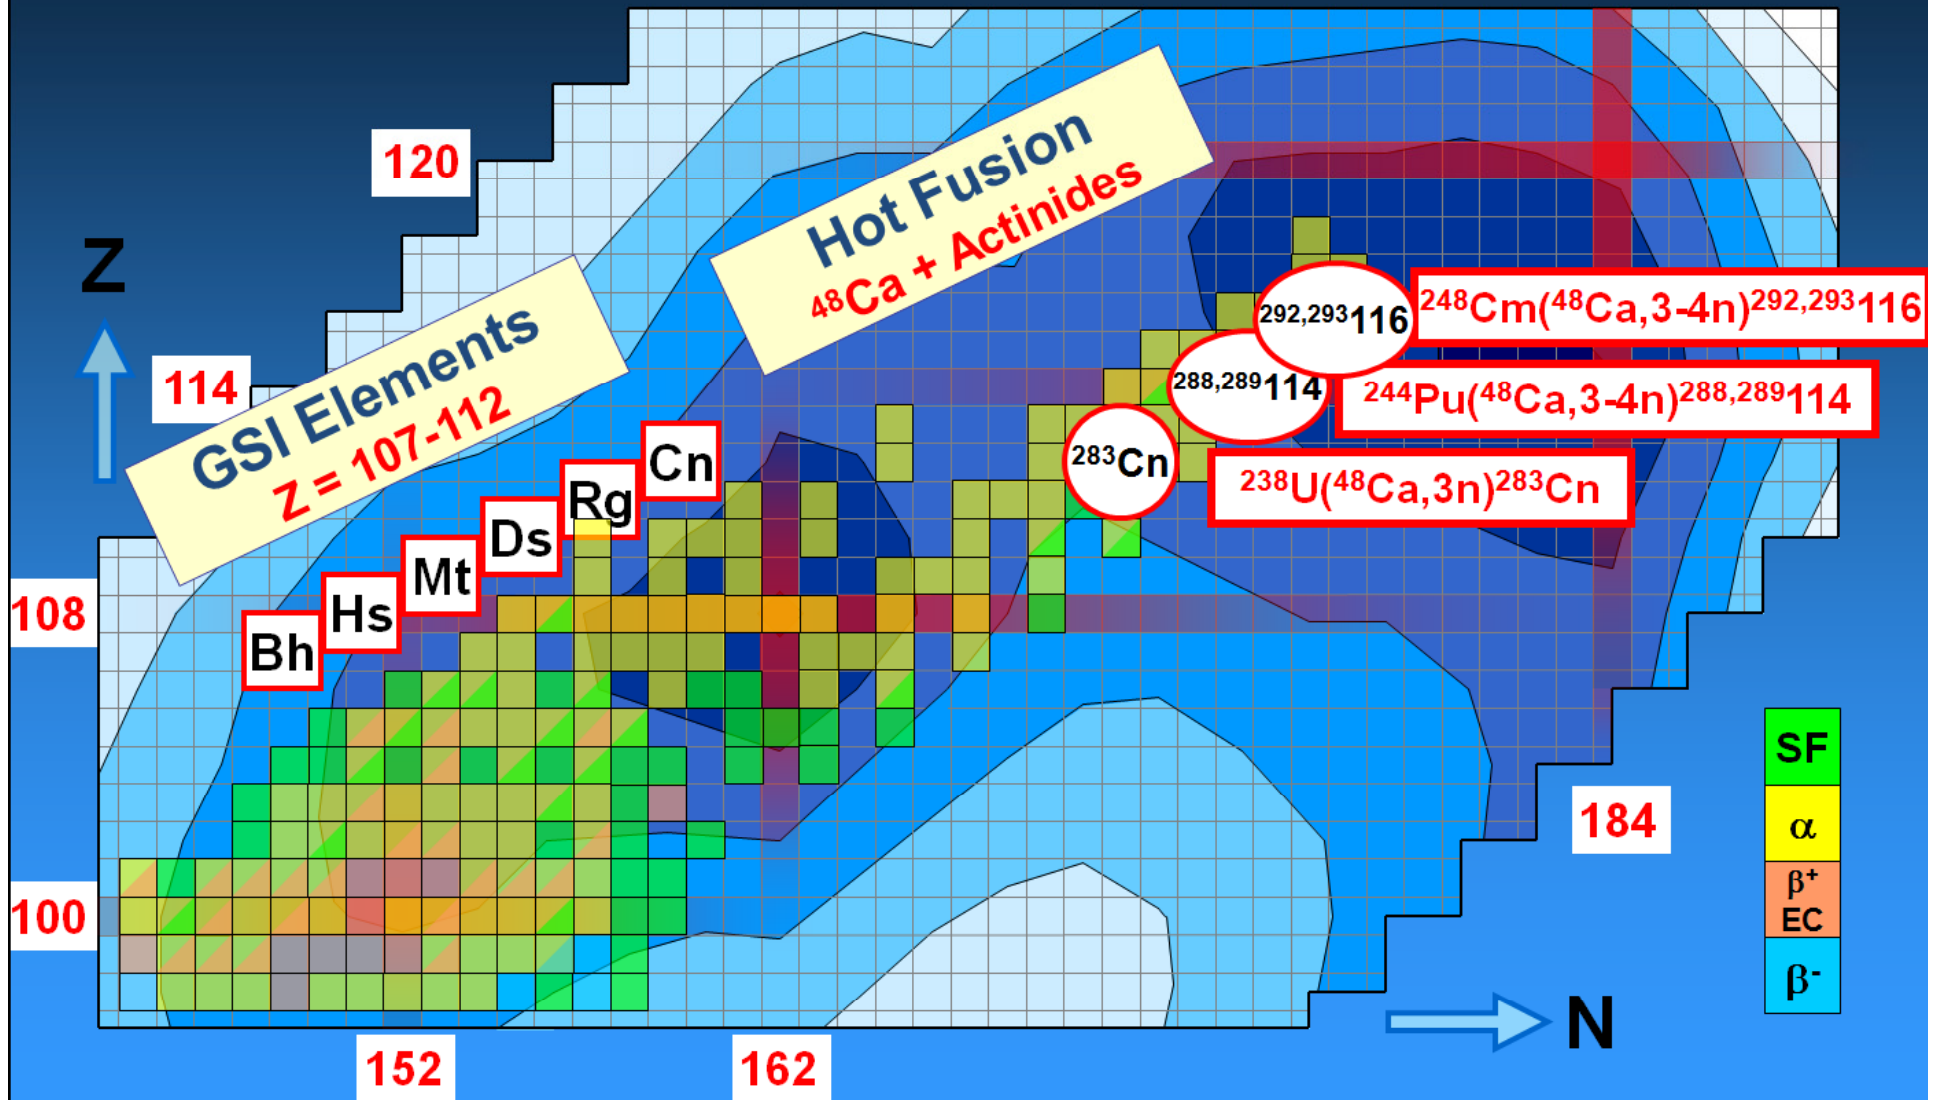 120
Z
114
108
100
152
162
184
N
GSI Elements
Z = 107-112
Hot Fusion
⁴⁸Ca + Actinides
Bh
Hs
Mt
Ds
Rg
Cn
²⁸³Cn
²⁸⁸,²⁸⁹114
²⁹²,²⁹³116
²⁴⁸Cm(⁴⁸Ca,3-4n)²⁹²,²⁹³116
²⁴⁴Pu(⁴⁸Ca,3-4n)²⁸⁸,²⁸⁹114
²³⁸U(⁴⁸Ca,3n)²⁸³Cn
SF
α
β⁺
EC
β⁻